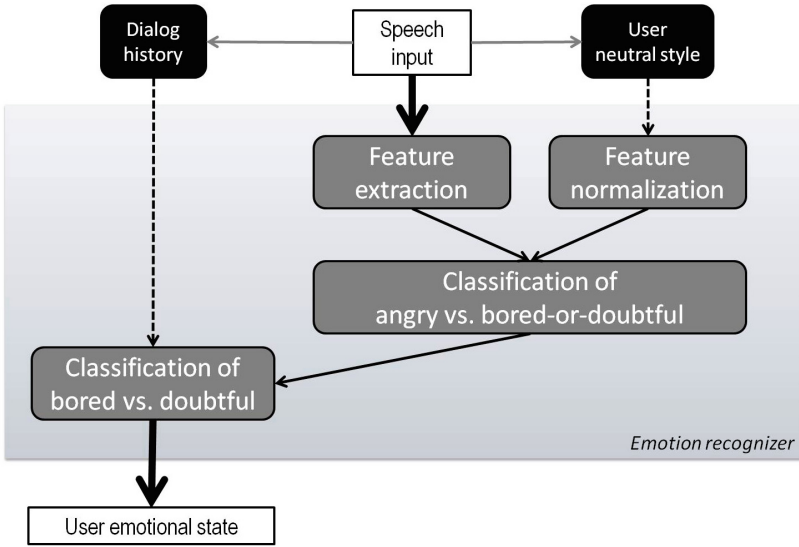 Dialog
history
Speech
input
User
neutral style
Feature
extraction
Feature
normalization
Classification of
angry vs. bored-or-doubtful
Classification of
bored vs. doubtful
Emotion recognizer
User emotional state